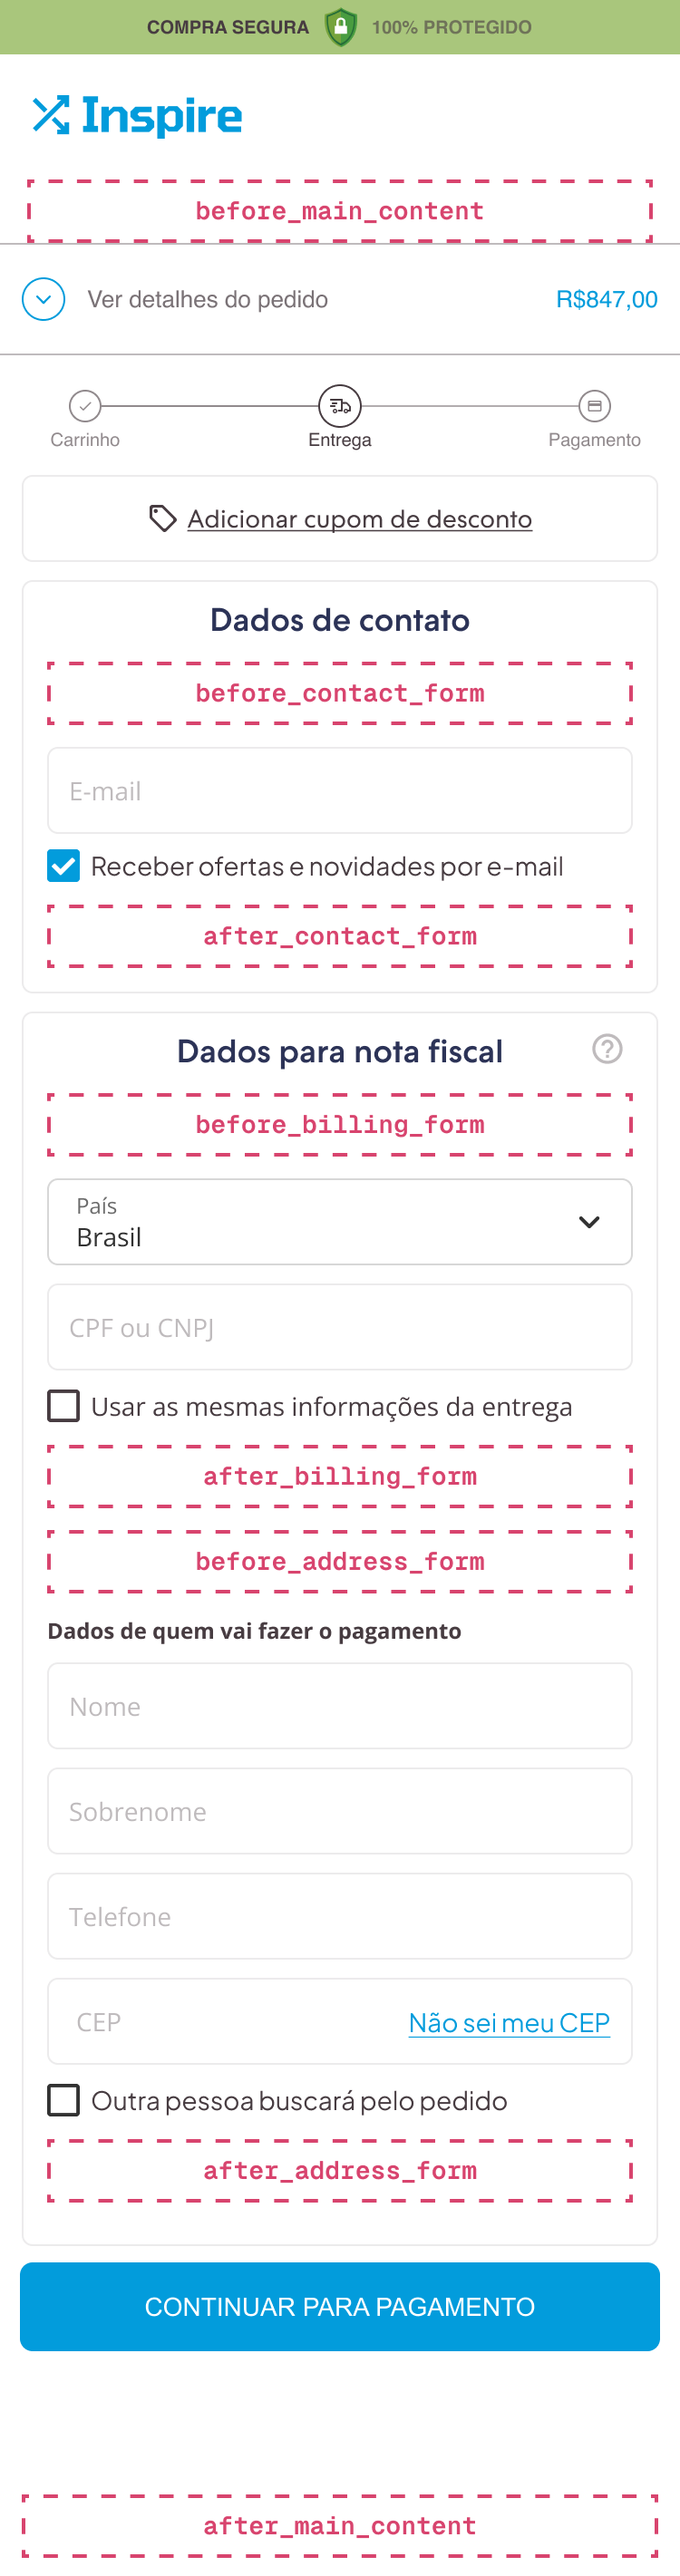 COMPRA SEGURA 100% PROTEGIDO
Inspire
before_main_content
Ver detalhes do pedido R$847,00
Carrinho Entrega Pagamento
Adicionar cupom de desconto
Dados de contato
before_contact_form
E-mail
Receber ofertas e novidades por e-mail
after_contact_form
Dados para nota fiscal ?
before_billing_form
País
Brasil
CPF ou CNPJ
Usar as mesmas informações da entrega
after_billing_form
before_address_form
Dados de quem vai fazer o pagamento
Nome
Sobrenome
Telefone
CEP Não sei meu CEP
Outra pessoa buscará pelo pedido
after_address_form
CONTINUAR PARA PAGAMENTO
after_main_content